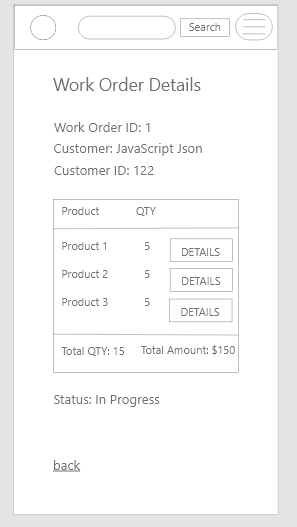 Search
Work Order Details
Work Order ID: 1
Customer: JavaScript Json
Customer ID: 122
Product QTY
Product 1 5 DETAILS
Product 2 5 DETAILS
Product 3 5 DETAILS
Total QTY: 15 Total Amount: $150
Status: In Progress
back